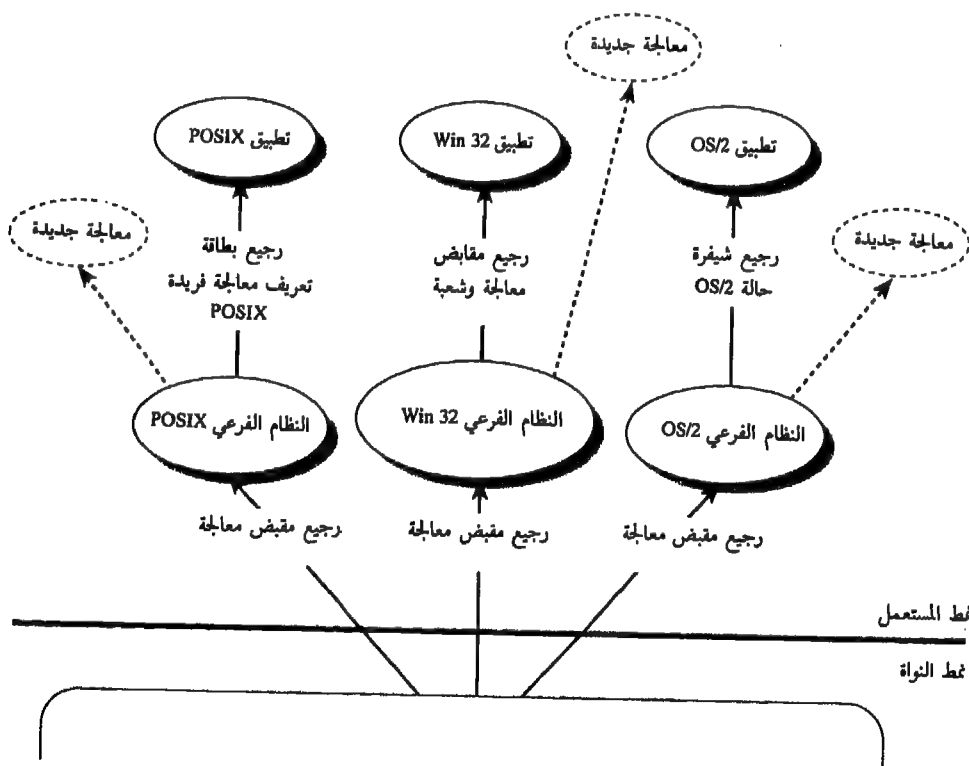 معالجة جديدة
تطبيق POSIX
تطبيق Win 32
تطبيق OS/2
معالجة جديدة
معالجة جديدة
رجيع بطاقة
تعريف معالجة فريدة
POSIX
رجيع مقابض
معالجة وشعبة
رجيع شيفرة
حالة OS/2
النظام الفرعي POSIX
النظام الفرعي Win 32
النظام الفرعي OS/2
رجيع مقبض معالجة
رجيع مقبض معالجة
رجيع مقبض معالجة
نمط المستعمل
نمط النواة